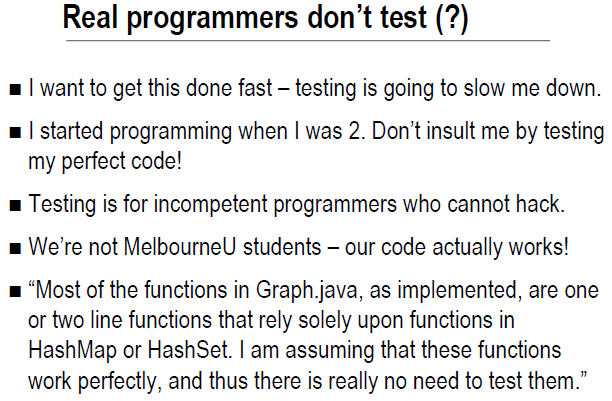 Real programmers don’t test (?)
■ I want to get this done fast – testing is going to slow me down.
■ I started programming when I was 2. Don’t insult me by testing
my perfect code!
■ Testing is for incompetent programmers who cannot hack.
■ We’re not MelbourneU students – our code actually works!
■ “Most of the functions in Graph.java, as implemented, are one
or two line functions that rely solely upon functions in
HashMap or HashSet. I am assuming that these functions
work perfectly, and thus there is really no need to test them.”